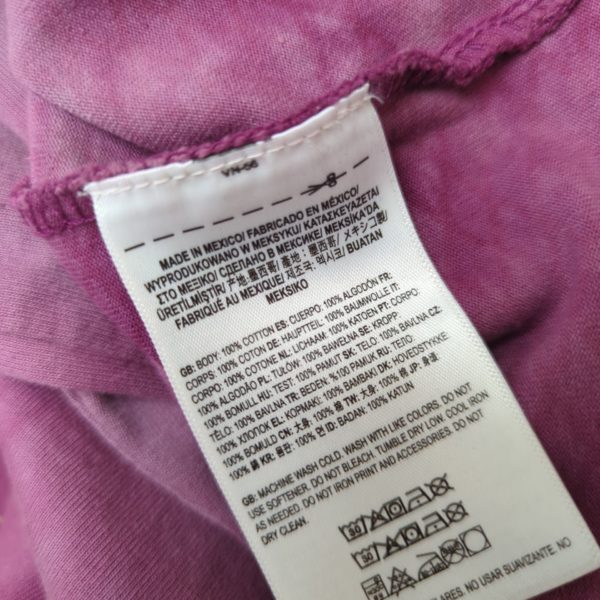 MADE IN MEXICO/ FABRICADO EN MÉXICO/
WYPRODUKOWANO W MEKSYKU/ ΚΑΤΑΣΚΕΥΑΖΕΤΑΙ
ΣΤΟ ΜΕΞΙΚΟ/ СДЕЛАНО В МЕКСИКЕ/ MEKSİKA'DA
ÜRETİLMİŞTİR/ 产地:墨西哥/ 產地:墨西哥/ メキシコ製/
FABRIQUÉ AU MEXIQUE/ 제조국: 멕시코/ BUATAN
MEKSIKO
GB: BODY: 100% COTTON ES: CUERPO: 100% ALGODÓN FR:
CORPS: 100% COTON DE: HAUPTTEIL: 100% BAUMWOLLE IT:
CORPO: 100% COTONE NL: LICHAAM: 100% KATOEN PT: CORPO:
100% ALGODÃO PL: TUŁÓW: 100% BAWEŁNA SE: KROPP:
100% BOMULL HU: TEST: 100% PAMUT SK: TELO: 100% BAVLNA CZ:
TĚLO: 100% BAVLNA TR: BEDEN: %100 PAMUK RU: ТЕЛО:
100% ХЛОПОК EL: ΚΟΡΜΑΚΙ: 100% ΒΑΜΒΑΚΙ DK: HOVEDSTYKKE:
100% BOMULD CN: 大身: 100% 棉 TW: 大身: 100% 棉 JP: 身頃:
100% 綿 KR: 몸판: 100% 면 ID: BADAN: 100% KATUN
GB: MACHINE WASH COLD. WASH WITH LIKE COLORS. DO NOT
USE SOFTENER. DO NOT BLEACH. TUMBLE DRY LOW. COOL IRON
AS NEEDED. DO NOT IRON PRINT AND ACCESSORIES. DO NOT
DRY CLEAN.
NO USAR SUAVIZANTE. NO